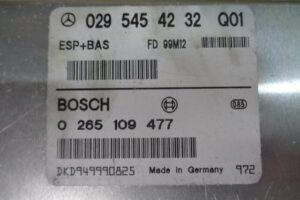 029 545 42 32 Q01
ESP+BAS FD 99M12
BOSCH
0 265 109 477
DKD949990825 Made in Germany 972